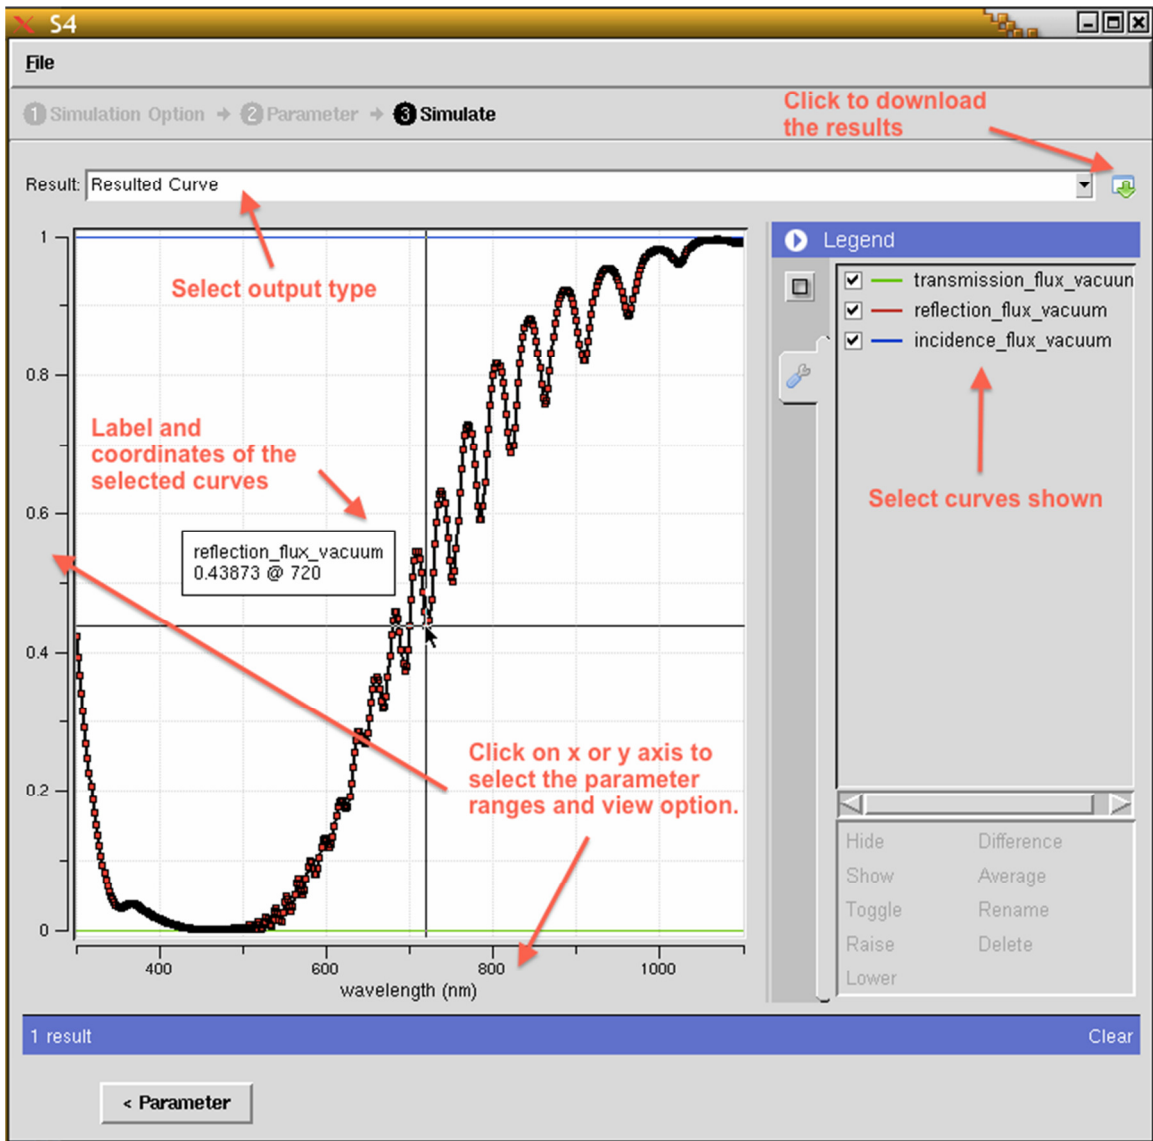 S4
File
1 Simulation Option → 2 Parameter → 3 Simulate
Click to download
the results
Result: Resulted Curve
Select output type
Legend
transmission_flux_vacuun
reflection_flux_vacuum
incidence_flux_vacuum
Select curves shown
Label and
coordinates of the
selected curves
reflection_flux_vacuum
0.43873 @ 720
Click on x or y axis to
select the parameter
ranges and view option.
1
0.8
0.6
0.4
0.2
0
400 600 800 1000
wavelength (nm)
Hide Difference
Show Average
Toggle Rename
Raise Delete
Lower
1 result Clear
< Parameter